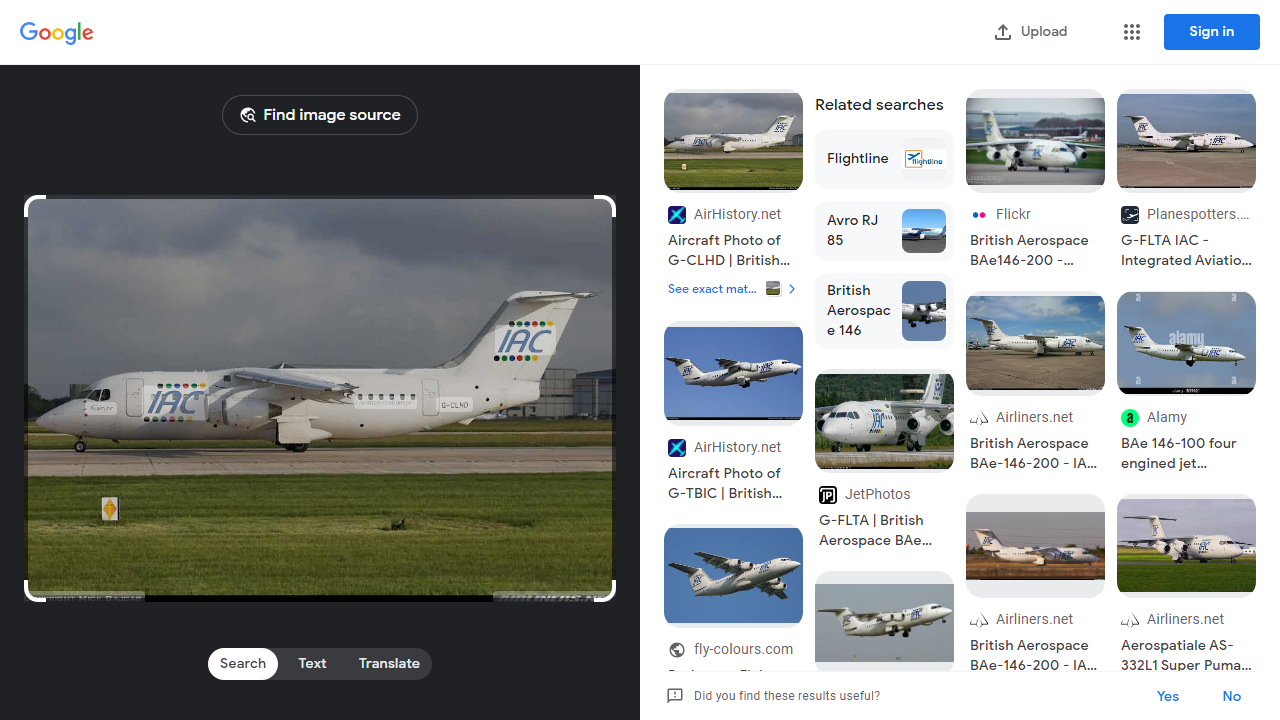 Google
Upload
Sign in
Find image source
IAC
IAC
G-CLHD
Search
Text
Translate
AirHistory.net
Aircraft Photo of
G-CLHD | British...
See exact mat...
AirHistory.net
Aircraft Photo of
G-TBIC | British...
fly-colours.com
Related searches
Flightline
flightline
Avro RJ
85
British
Aerospac
e 146
JetPhotos
G-FLTA | British
Aerospace BAe...
Flickr
British Aerospace
BAe146-200 -...
Airliners.net
British Aerospace
BAe-146-200 - IA...
Airliners.net
British Aerospace
BAe-146-200 - IA...
Planespotters....
G-FLTA IAC -
Integrated Aviatio...
alamy
Alamy
BAe 146-100 four
engined jet...
Airliners.net
Aerospatiale AS-
332L1 Super Puma...
Did you find these results useful?
Yes
No